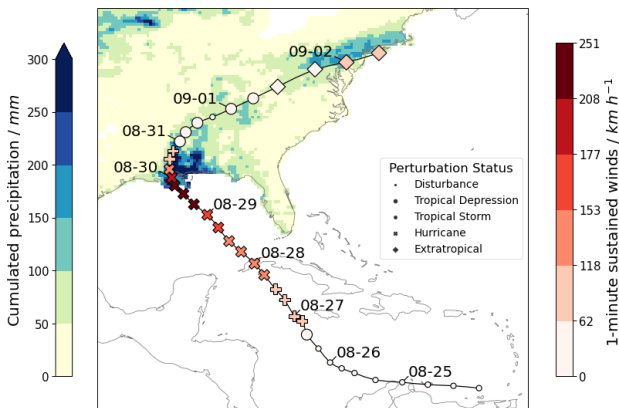 Cumulated precipitation / mm
300
250
200
150
100
50
0
09-02
09-01
08-31
08-30
08-29
08-28
08-27
08-26
08-25
Perturbation Status
Disturbance
Tropical Depression
Tropical Storm
Hurricane
Extratropical
251
208
177
153
118
62
0
1-minute sustained winds / km h⁻¹